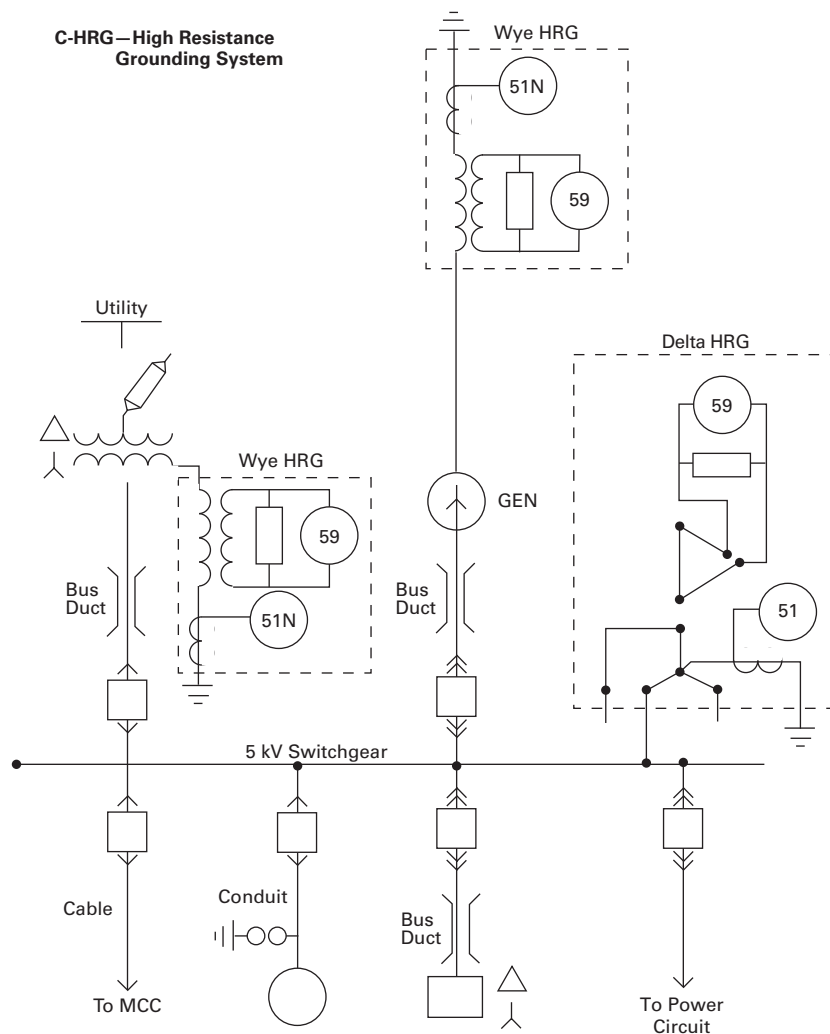 C-HRG—High Resistance
Grounding System
Wye HRG
51N
59
Utility
Delta HRG
59
Wye HRG
59
51N
GEN
Bus
Duct
Bus
Duct
51
5 kV Switchgear
Cable
Conduit
Bus
Duct
To MCC
To Power
Circuit